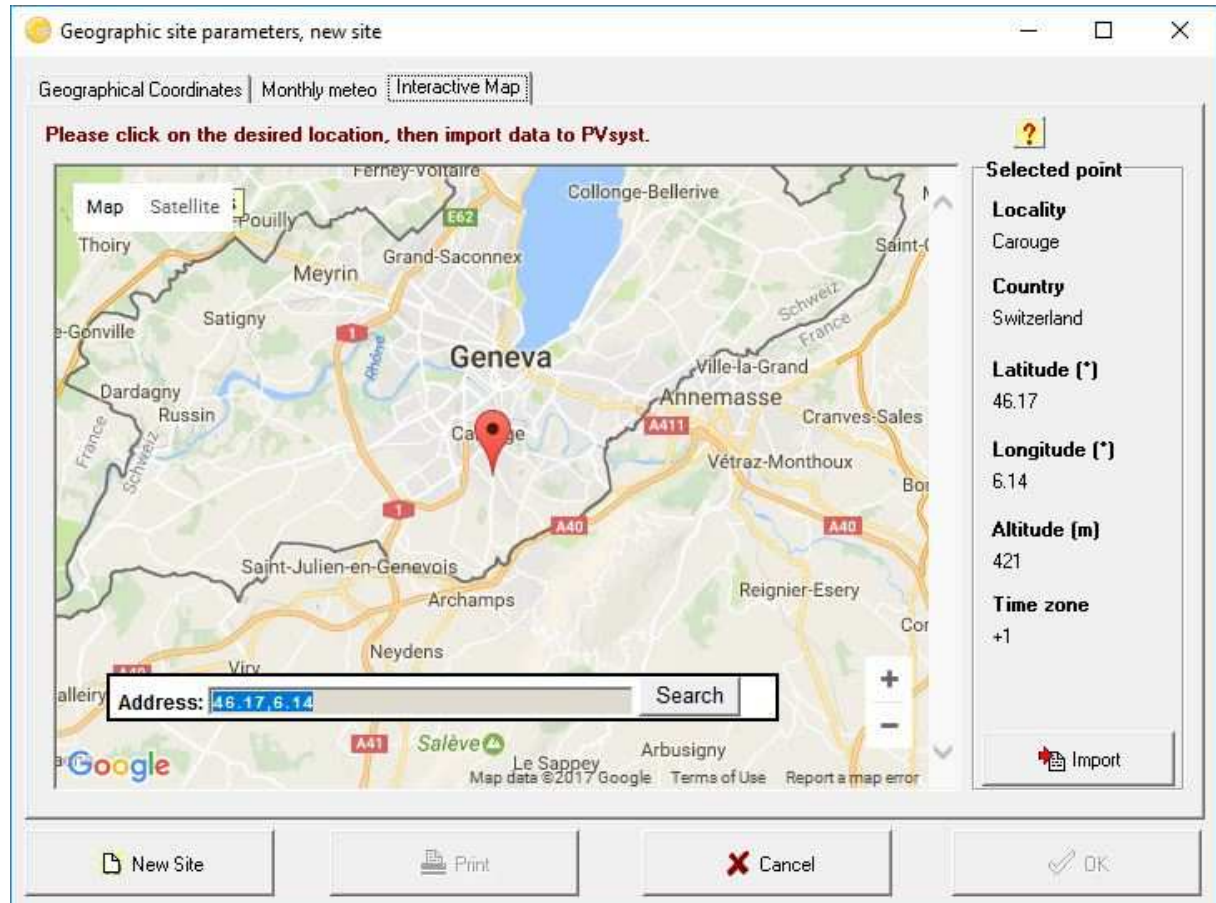 Geographic site parameters, new site
Geographical Coordinates
Monthly meteo
Interactive Map
Please click on the desired location, then import data to PVsyst.
?
Map
Satellite
Ferney-Voltaire
Collonge-Bellerive
Pouilly
E62
Thoiry
Grand-Saconnex
Meyrin
Satigny
1
Rhône
Schweiz
France
Geneva
Ville-la-Grand
Dardagny
Annemasse
Russin
Cranves-Sales
A411
France
Schweiz
Vétraz-Monthoux
1
A40
A40
Saint-Julien-en-Genevois
Reignier-Esery
Archamps
Neydens
Viry
Address: 46.17,6.14
Search
+
−
A41
Salève
Arbusigny
Le Sappey
Google
Map data ©2017 Google
Terms of Use
Report a map error
Selected point
Locality
Carouge
Country
Switzerland
Latitude (°)
46.17
Longitude (°)
6.14
Altitude (m)
421
Time zone
+1
Import
New Site
Print
Cancel
OK